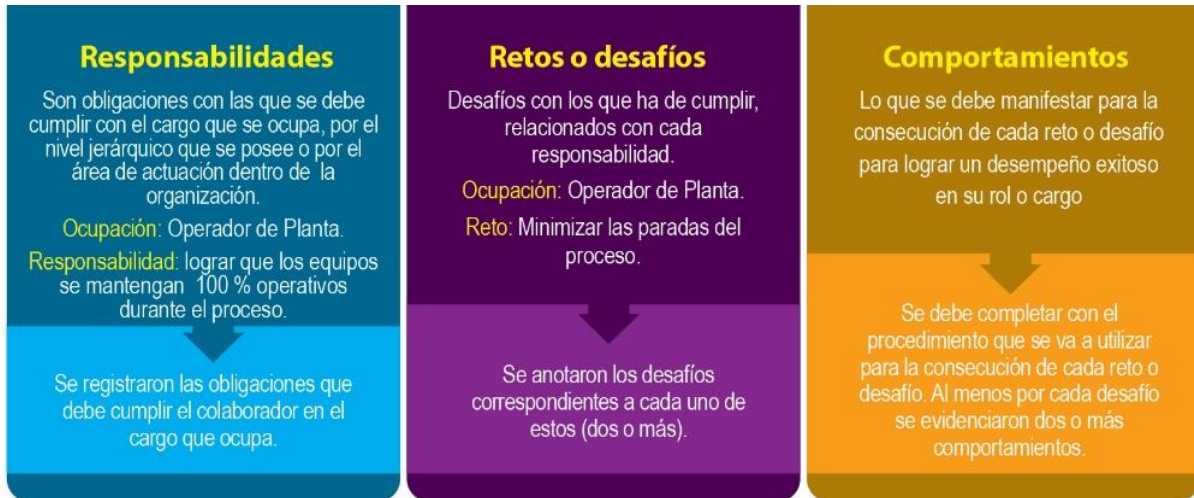 Responsabilidades
Son obligaciones con las que se debe
cumplir con el cargo que se ocupa, por el
nivel jerárquico que se posee o por el
área de actuación dentro de la
organización.
Ocupación: Operador de Planta.
Responsabilidad: lograr que los equipos
se mantengan 100 % operativos
durante el proceso.
Se registraron las obligaciones que
debe cumplir el colaborador en el
cargo que ocupa.
Retos o desafíos
Desafíos con los que ha de cumplir,
relacionados con cada
responsabilidad.
Ocupación: Operador de Planta.
Reto: Minimizar las paradas del
proceso.
Se anotaron los desafíos
correspondientes a cada uno de
estos (dos o más).
Comportamientos
Lo que se debe manifestar para la
consecución de cada reto o desafío
para lograr un desempeño exitoso
en su rol o cargo
Se debe completar con el
procedimiento que se va a utilizar
para la consecución de cada reto o
desafío. Al menos por cada desafío
se evidenciaron dos o más
comportamientos.